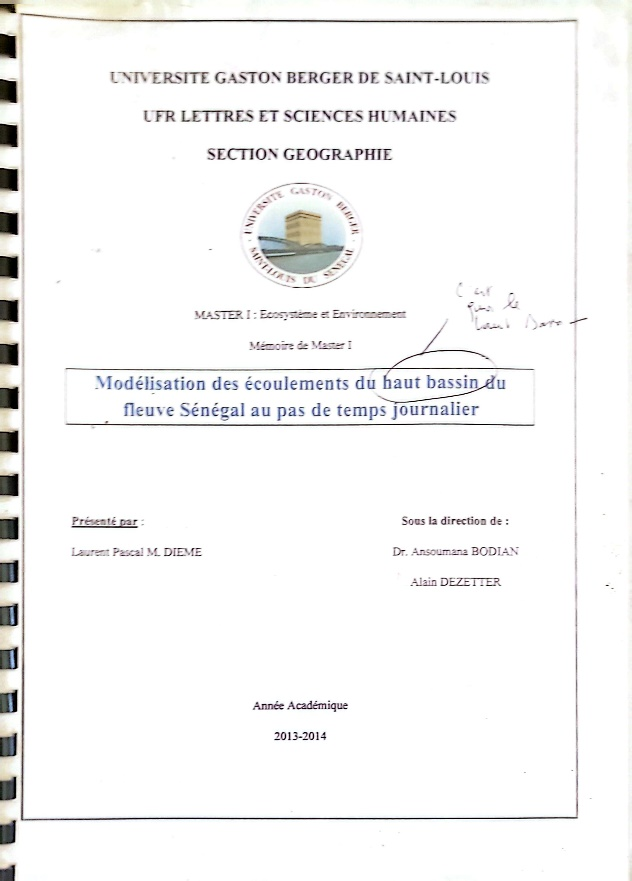 UNIVERSITE GASTON BERGER DE SAINT-LOUIS
UFR LETTRES ET SCIENCES HUMAINES
SECTION GEOGRAPHIE
UNIVERSITE GASTON BERGER
SAINT-LOUIS DU SENEGAL
MASTER I : Ecosystème et Environnement
C'est
quoi le
haut
Mémoire de Master I
Modélisation des écoulements du haut bassin du
fleuve Sénégal au pas de temps journalier
Présenté par :
Sous la direction de :
Laurent Pascal M. DIEME
Dr. Ansoumana BODIAN
Alain DEZETTER
Année Académique
2013-2014